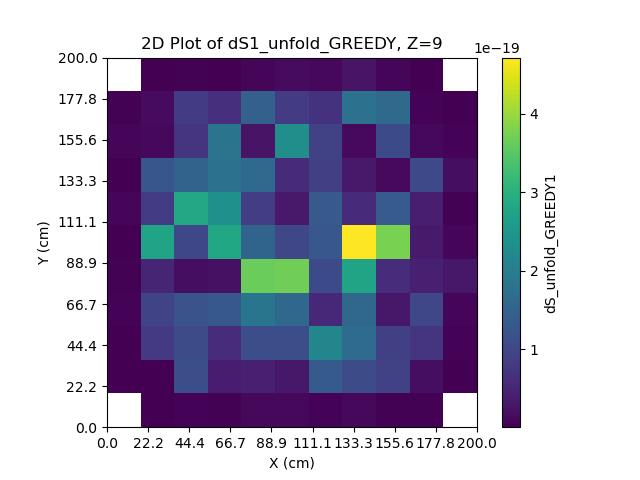 2D Plot of dS1_unfold_GREEDY, Z=9
1e−19
200.0
177.8
155.6
133.3
111.1
88.9
66.7
44.4
22.2
0.0
Y (cm)
0.0 22.2 44.4 66.7 88.9 111.1 133.3 155.6 177.8 200.0
X (cm)
4
3
2
1
dS_unfold_GREEDY1